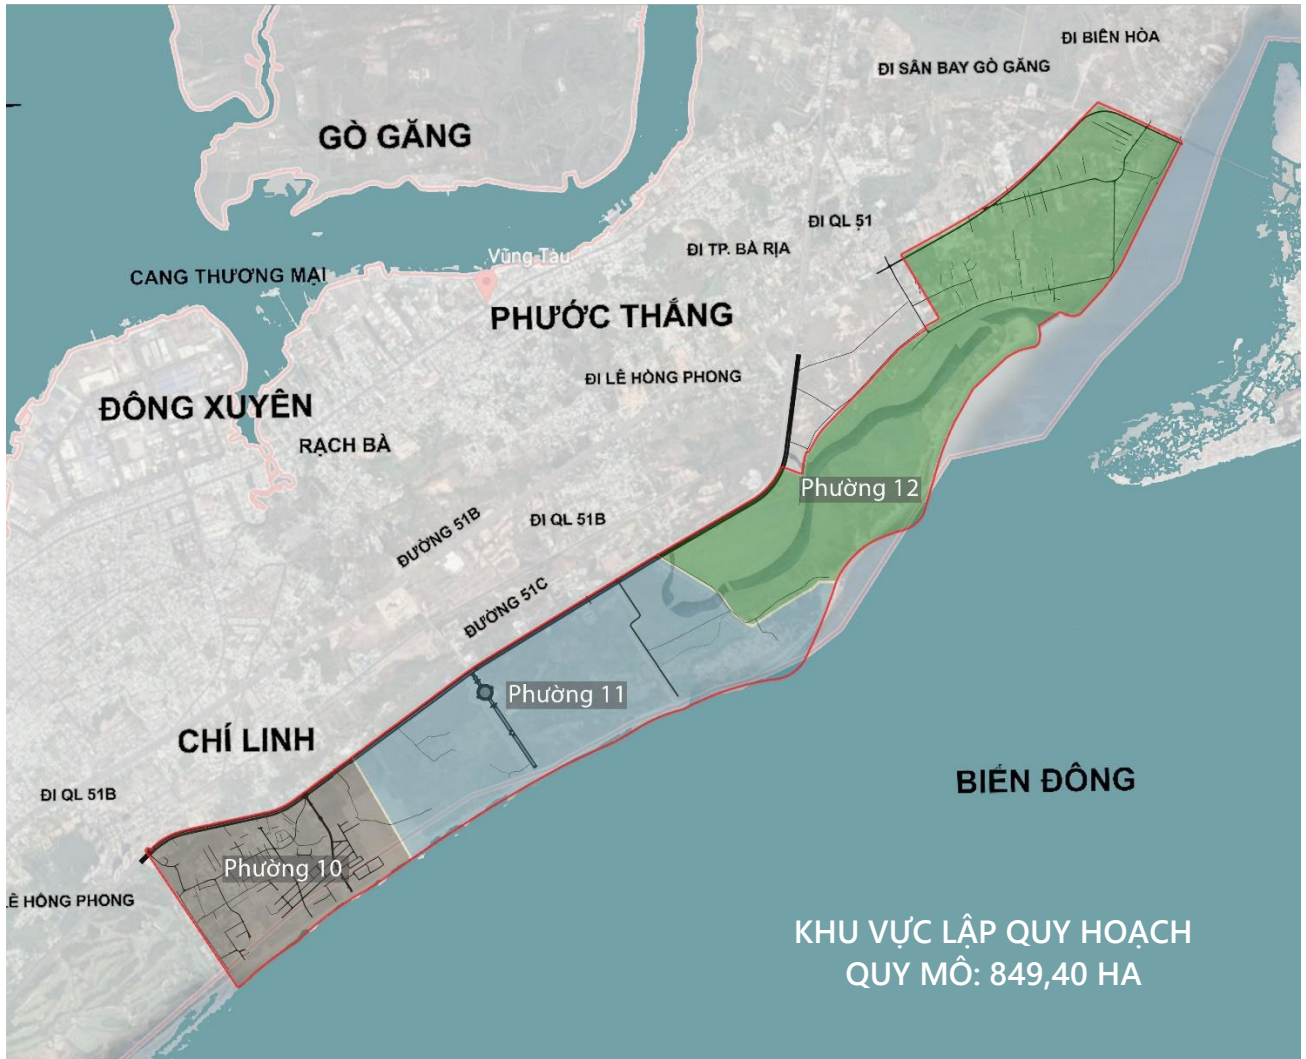 ĐI BIÊN HÒA
ĐI SÂN BAY GÒ GĂNG
GÒ GĂNG
ĐI QL 51
ĐI TP. BÀ RỊA
Vũng Tàu
CANG THƯƠNG MẠI
PHƯỚC THẮNG
ĐI LÊ HỒNG PHONG
ĐÔNG XUYÊN
RẠCH BÀ
Phường 12
ĐƯỜNG 51B
ĐI QL 51B
ĐƯỜNG 51C
Phường 11
CHÍ LINH
BIỂN ĐÔNG
ĐI QL 51B
Phường 10
LÊ HỒNG PHONG
KHU VỰC LẬP QUY HOẠCH
QUY MÔ: 849,40 HA